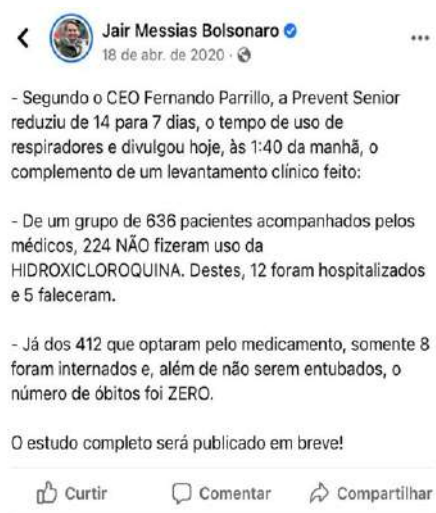 Jair Messias Bolsonaro
18 de abr. de 2020 ·
- Segundo o CEO Fernando Parrillo, a Prevent Senior
reduziu de 14 para 7 dias, o tempo de uso de
respiradores e divulgou hoje, às 1:40 da manhã, o
complemento de um levantamento clínico feito:
- De um grupo de 636 pacientes acompanhados pelos
médicos, 224 NÃO fizeram uso da
HIDROXICLOROQUINA. Destes, 12 foram hospitalizados
e 5 faleceram.
- Já dos 412 que optaram pelo medicamento, somente 8
foram internados e, além de não serem entubados, o
número de óbitos foi ZERO.
O estudo completo será publicado em breve!
Curtir Comentar Compartilhar